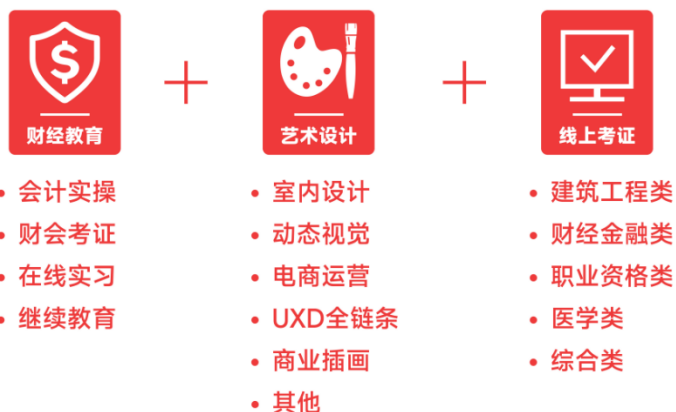 财经教育
会计实操
财会考证
在线实习
继续教育
艺术设计
室内设计
动态视觉
电商运营
UXD全链条
商业插画
其他
线上考证
建筑工程类
财经金融类
职业资格类
医学类
综合类